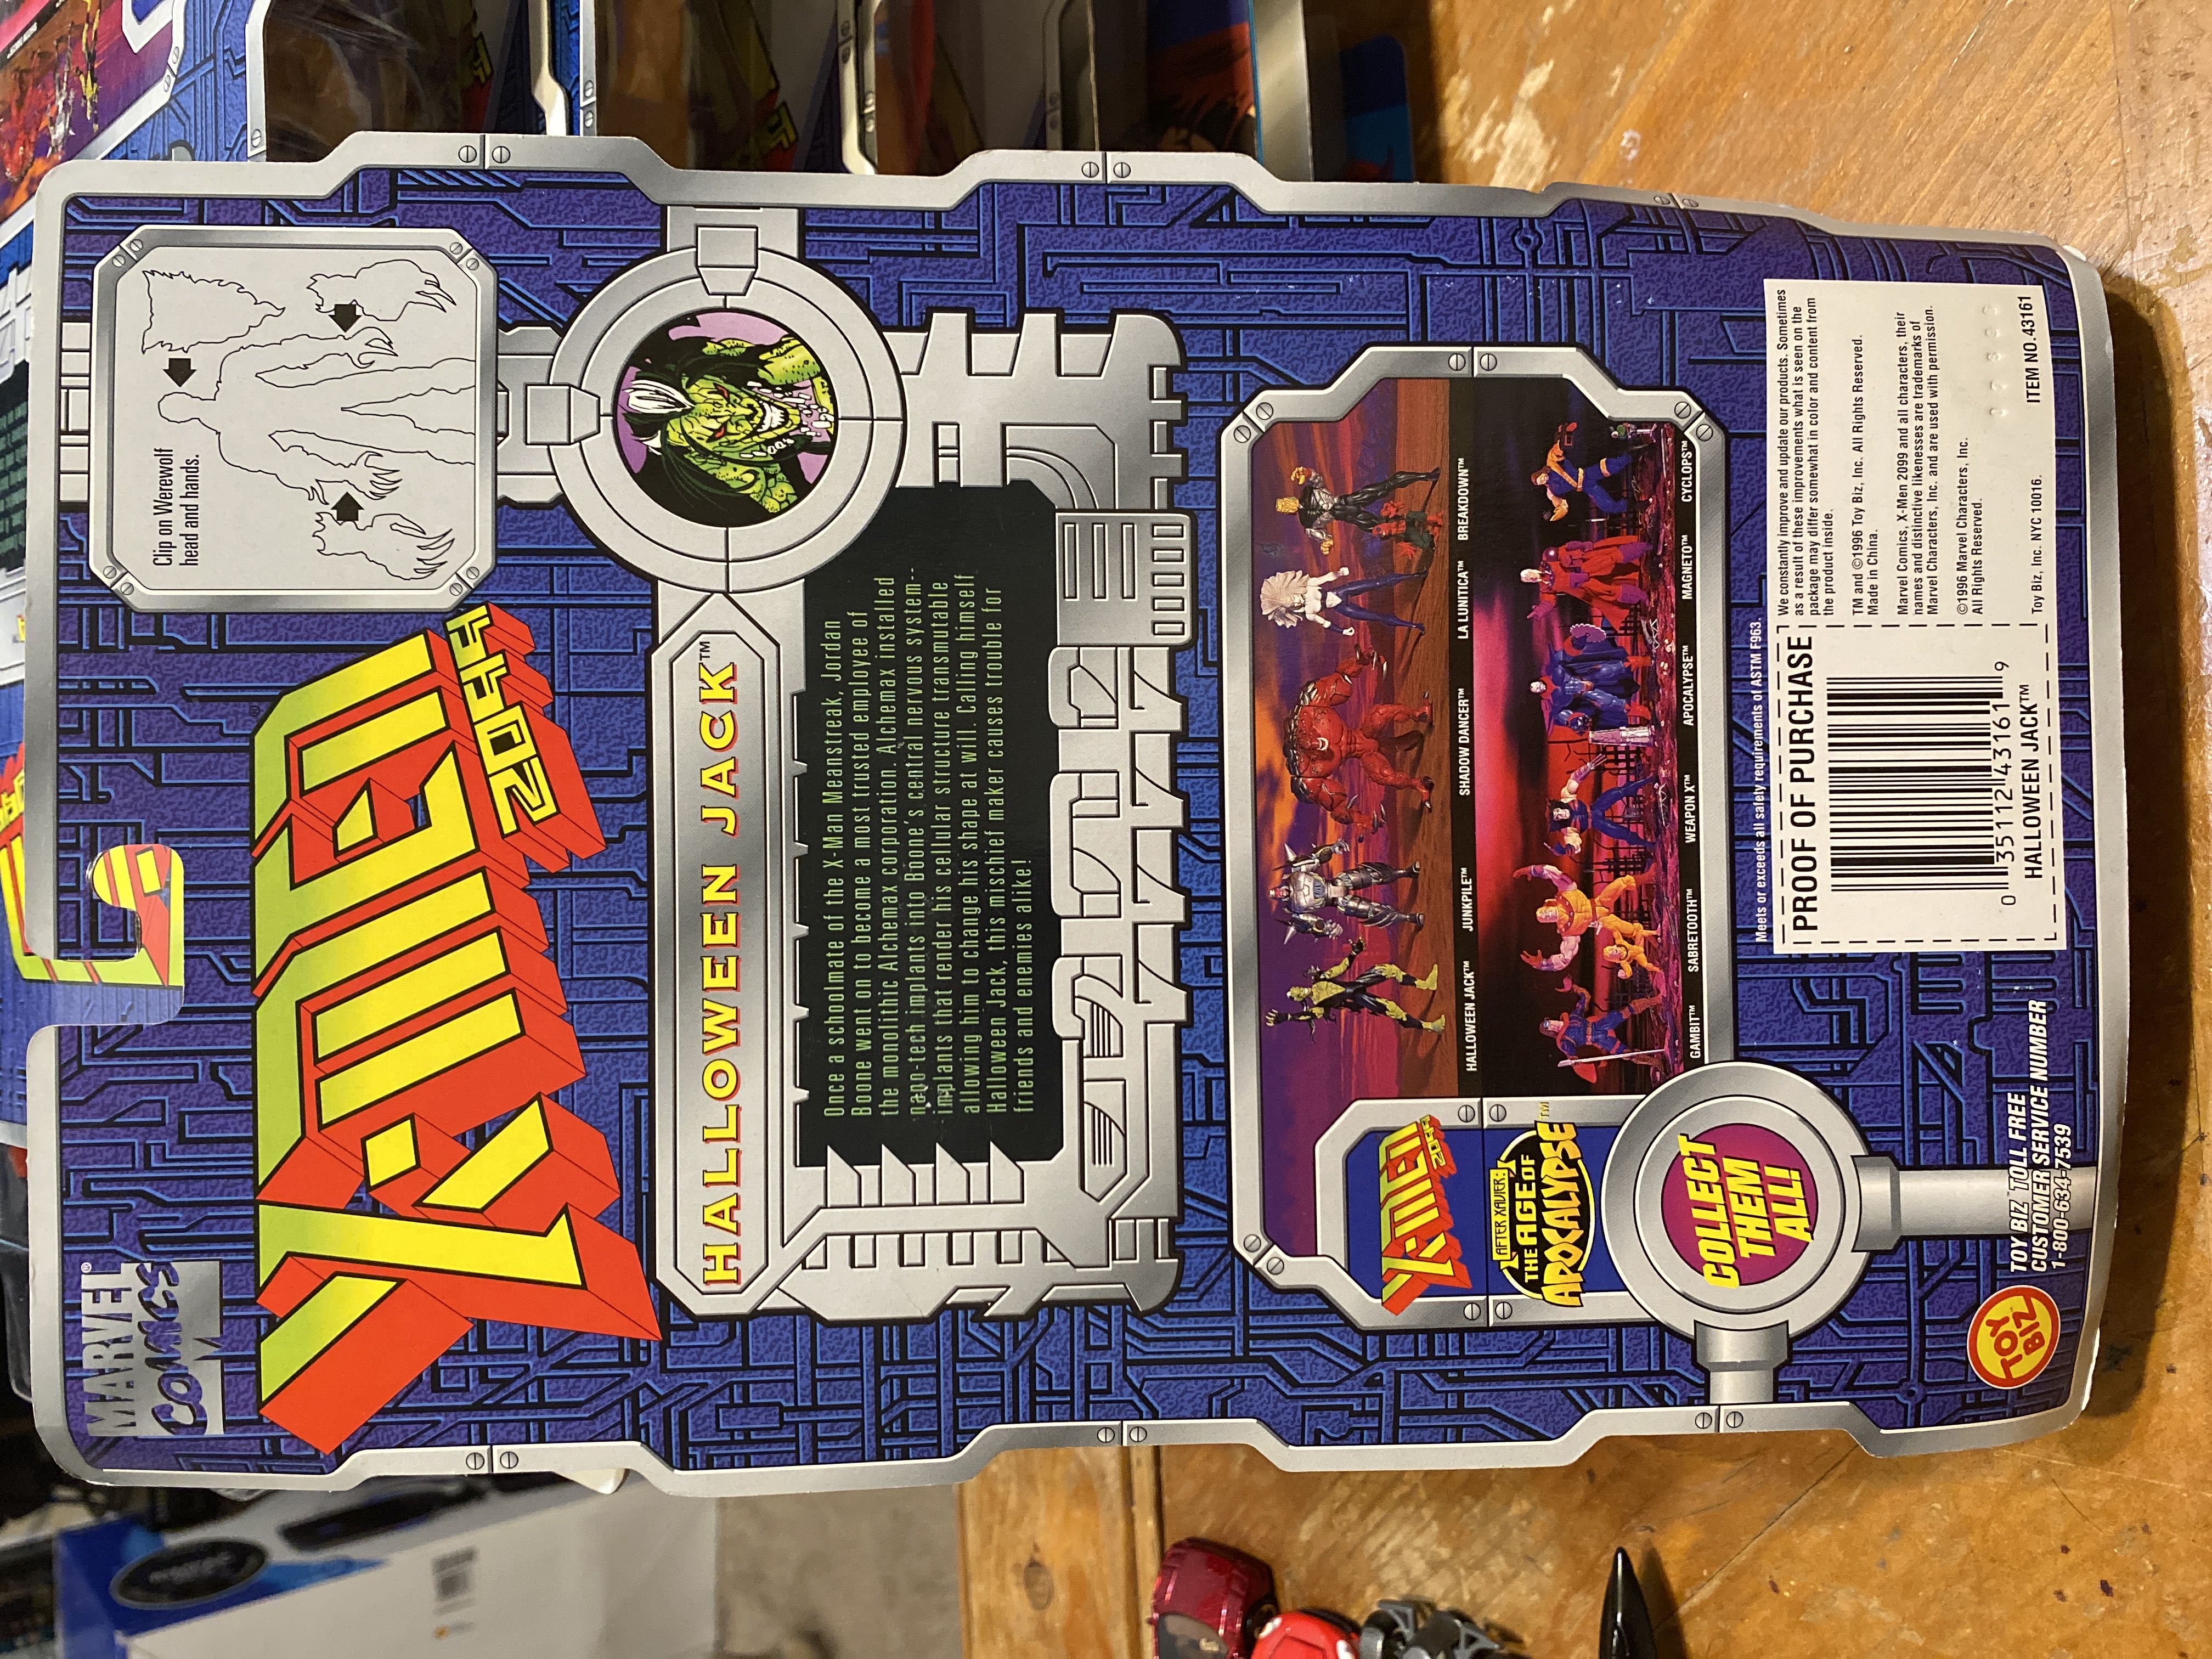 MARVEL®
COMICS
X-MEN
2099
Clip on Werewolf
head and hands.
HALLOWEEN JACK™
Once a schoolmate of the X-Man Meanstreak, Jordan
Boone went on to become a most trusted employee of
the monolithic Alchemax corporation. Alchemax installed
nano-tech implants into Boone's central nervous system--
implants that render his cellular structure transmutable
allowing him to change his shape at will. Calling himself
Halloween Jack, this mischief maker causes trouble for
friends and enemies alike!
X-MEN
2099
HALLOWEEN JACK™ JUNKPILE™ SHADOW DANCER™ LA LUNITICA™ BREAKDOWN™
AFTER XAVIER:
THE AGE OF
APOCALYPSE™
GAMBIT™ SABRETOOTH™ WEAPON X™ APOCALYPSE™ MAGNETO™ CYCLOPS™
COLLECT
THEM
ALL!
Meets or exceeds all safety requirements of ASTM F963.
PROOF OF PURCHASE
0 35112 43161 9
HALLOWEEN JACK™
We constantly improve and update our products. Sometimes
as a result of these improvements what is seen on the
package may differ somewhat in color and content from
the product inside.
TM and ©1996 Toy Biz, Inc. All Rights Reserved.
Made in China.
Marvel Comics, X-Men 2099 and all characters, their
names and distinctive likenesses are trademarks of
Marvel Characters, Inc. and are used with permission.
©1996 Marvel Characters, Inc.
All Rights Reserved.
Toy Biz, Inc. NYC 10016. ITEM NO.43161
TOY BIZ
TOY BIZ™ TOLL FREE
CUSTOMER SERVICE NUMBER
1-800-634-7539